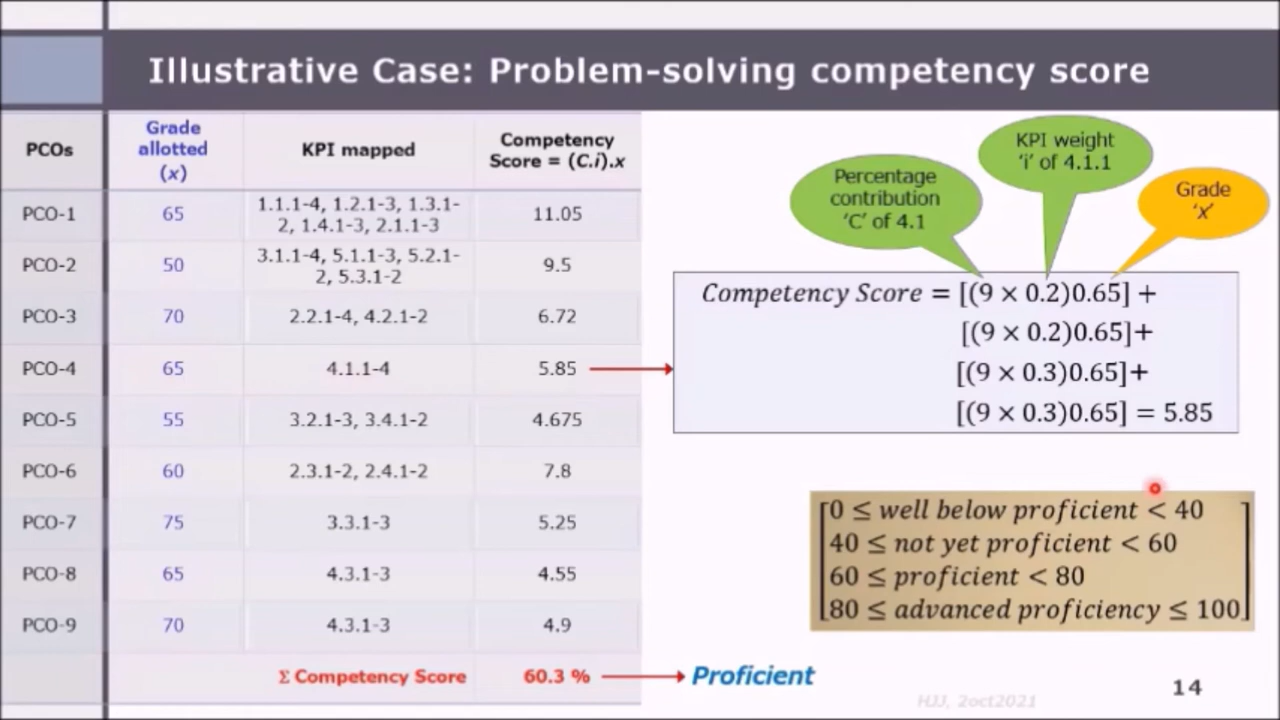 Illustrative Case: Problem-solving competency score
PCOs
Grade
allotted
(x)
KPI mapped
Competency
Score = (C.i).x
PCO-1
65
1.1.1-4, 1.2.1-3, 1.3.1-
2, 1.4.1-3, 2.1.1-3
11.05
PCO-2
50
3.1.1-4, 5.1.1-3, 5.2.1-
2, 5.3.1-2
9.5
PCO-3
70
2.2.1-4, 4.2.1-2
6.72
PCO-4
65
4.1.1-4
5.85
PCO-5
55
3.2.1-3, 3.4.1-2
4.675
PCO-6
60
2.3.1-2, 2.4.1-2
7.8
PCO-7
75
3.3.1-3
5.25
PCO-8
65
4.3.1-3
4.55
PCO-9
70
4.3.1-3
4.9
Σ Competency Score
60.3 %
Proficient
Percentage
contribution
'C' of 4.1
KPI weight
'i' of 4.1.1
Grade
'x'
Competency Score = [(9 × 0.2)0.65] +
[(9 × 0.2)0.65]+
[(9 × 0.3)0.65]+
[(9 × 0.3)0.65] = 5.85
0 ≤ well below proficient < 40
40 ≤ not yet proficient < 60
60 ≤ proficient < 80
80 ≤ advanced proficiency ≤ 100
HJJ, 2oct2021
14